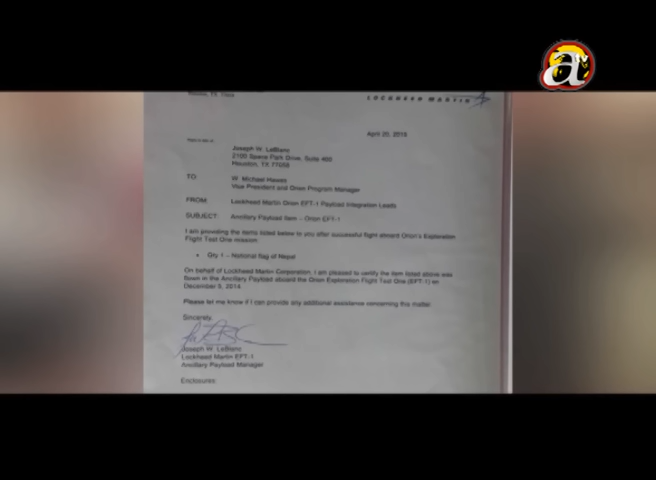 a tv
LOCKHEED MARTIN
April 20, 2015
Joseph W. LeBlanc
2100 Space Park Drive, Suite 400
Houston, TX 77058
TO: W. Michael Hawes
Vice President and Orion Program Manager
FROM: Lockheed Martin Orion EFT-1 Payload Integration Leads
SUBJECT: Ancillary Payload Item - Orion EFT-1
I am providing the items listed below to you after successful flight aboard Orion's Exploration
Flight Test One mission:
• Qty 1 - National flag of Nepal
On behalf of Lockheed Martin Corporation, I am pleased to verify the item listed above was
flown in the Ancillary Payload aboard the Orion Exploration Flight Test One (EFT-1) on
December 5, 2014.
Please let me know if I can provide any additional assistance concerning this matter.
Sincerely,
Joseph W. LeBlanc
Lockheed Martin EFT-1
Ancillary Payload Manager
Enclosures: